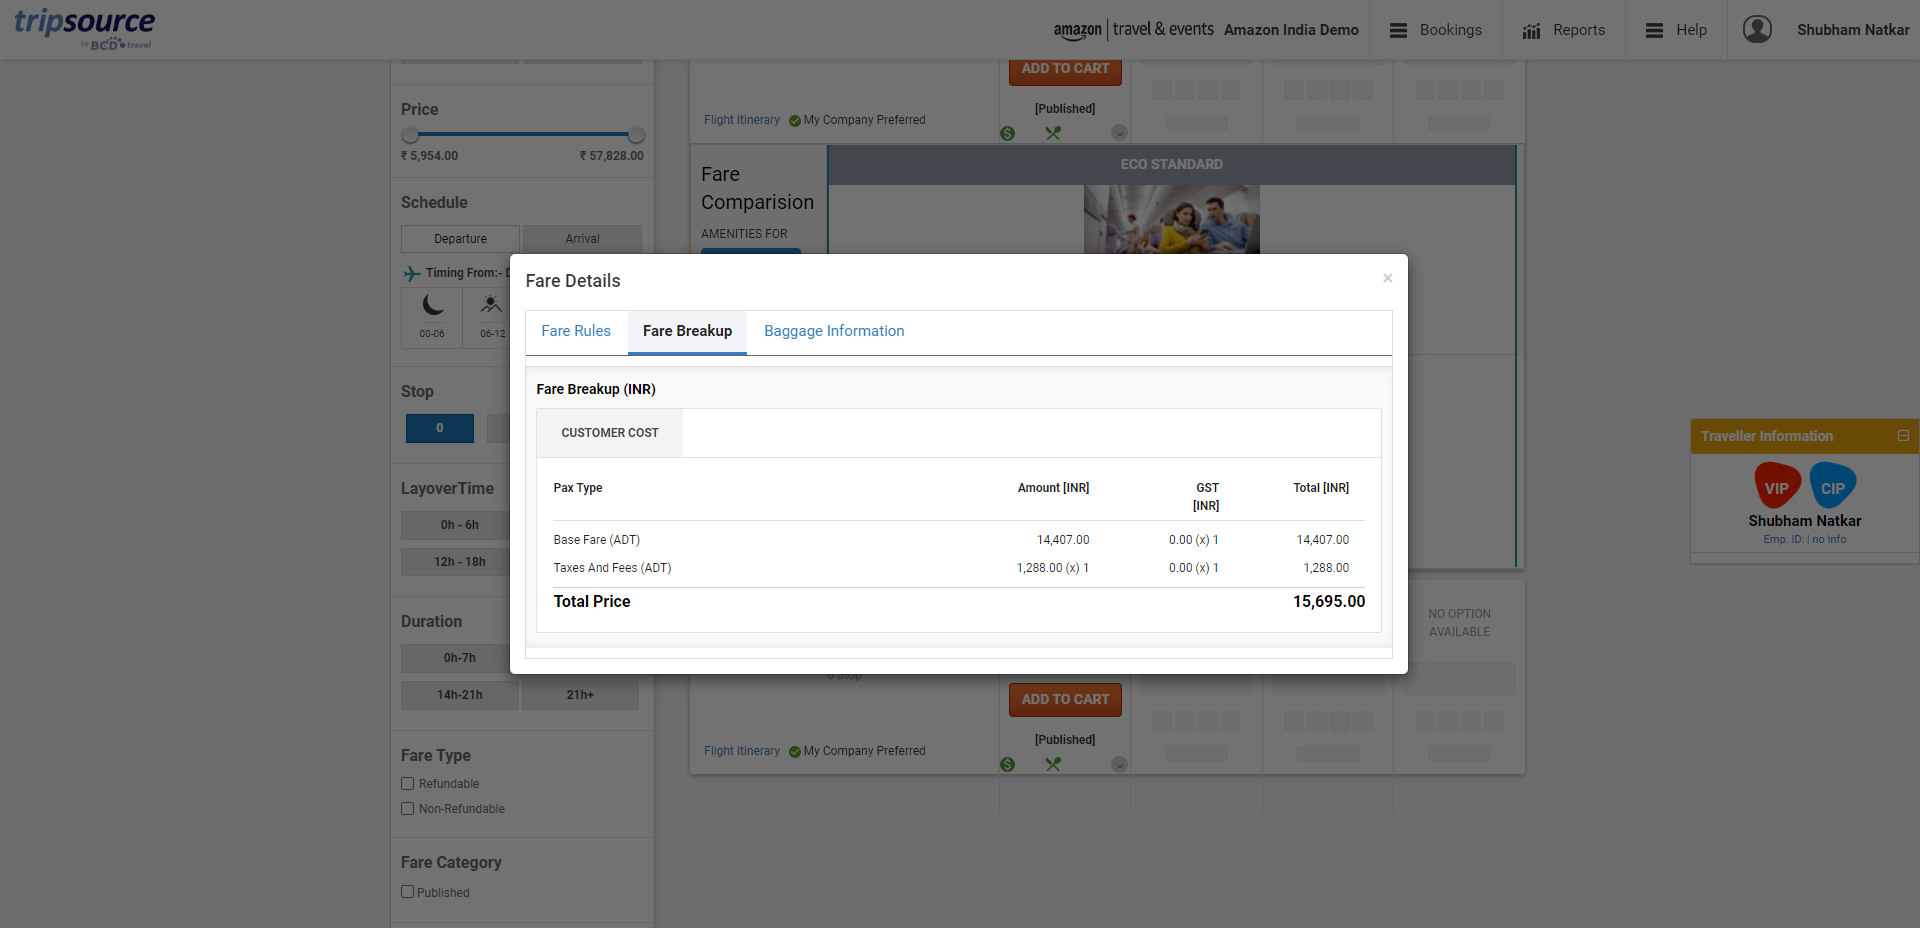 tripsource
by BCD travel
amazon | travel & events Amazon India Demo
Bookings
Reports
Help
Shubham Natkar
Price
₹ 5,954.00 ₹ 57,828.00
Schedule
Departure Arrival
Timing From:- D
00-06 06-12
Stop
0
LayoverTime
0h - 6h
12h - 18h
Duration
0h-7h
14h-21h 21h+
Fare Type
Refundable
Non-Refundable
Fare Category
Published
ADD TO CART
[Published]
Flight Itinerary My Company Preferred
Fare
Comparision
AMENITIES FOR
ECO STANDARD
Fare Details ×
Fare Rules Fare Breakup Baggage Information
Fare Breakup (INR)
CUSTOMER COST
Pax Type Amount [INR] GST [INR] Total [INR]
Base Fare (ADT) 14,407.00 0.00 (x) 1 14,407.00
Taxes And Fees (ADT) 1,288.00 (x) 1 0.00 (x) 1 1,288.00
Total Price 15,695.00
0 Stop
ADD TO CART
[Published]
Flight Itinerary My Company Preferred
NO OPTION
AVAILABLE
Traveller Information
VIP CIP
Shubham Natkar
Emp. ID: | no Info